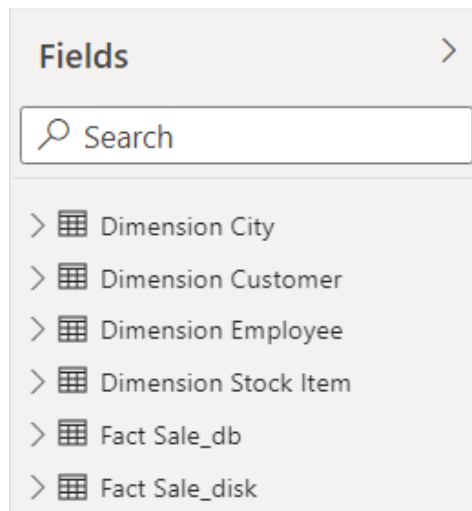 Fields
Search
Dimension City
Dimension Customer
Dimension Employee
Dimension Stock Item
Fact Sale_db
Fact Sale_disk